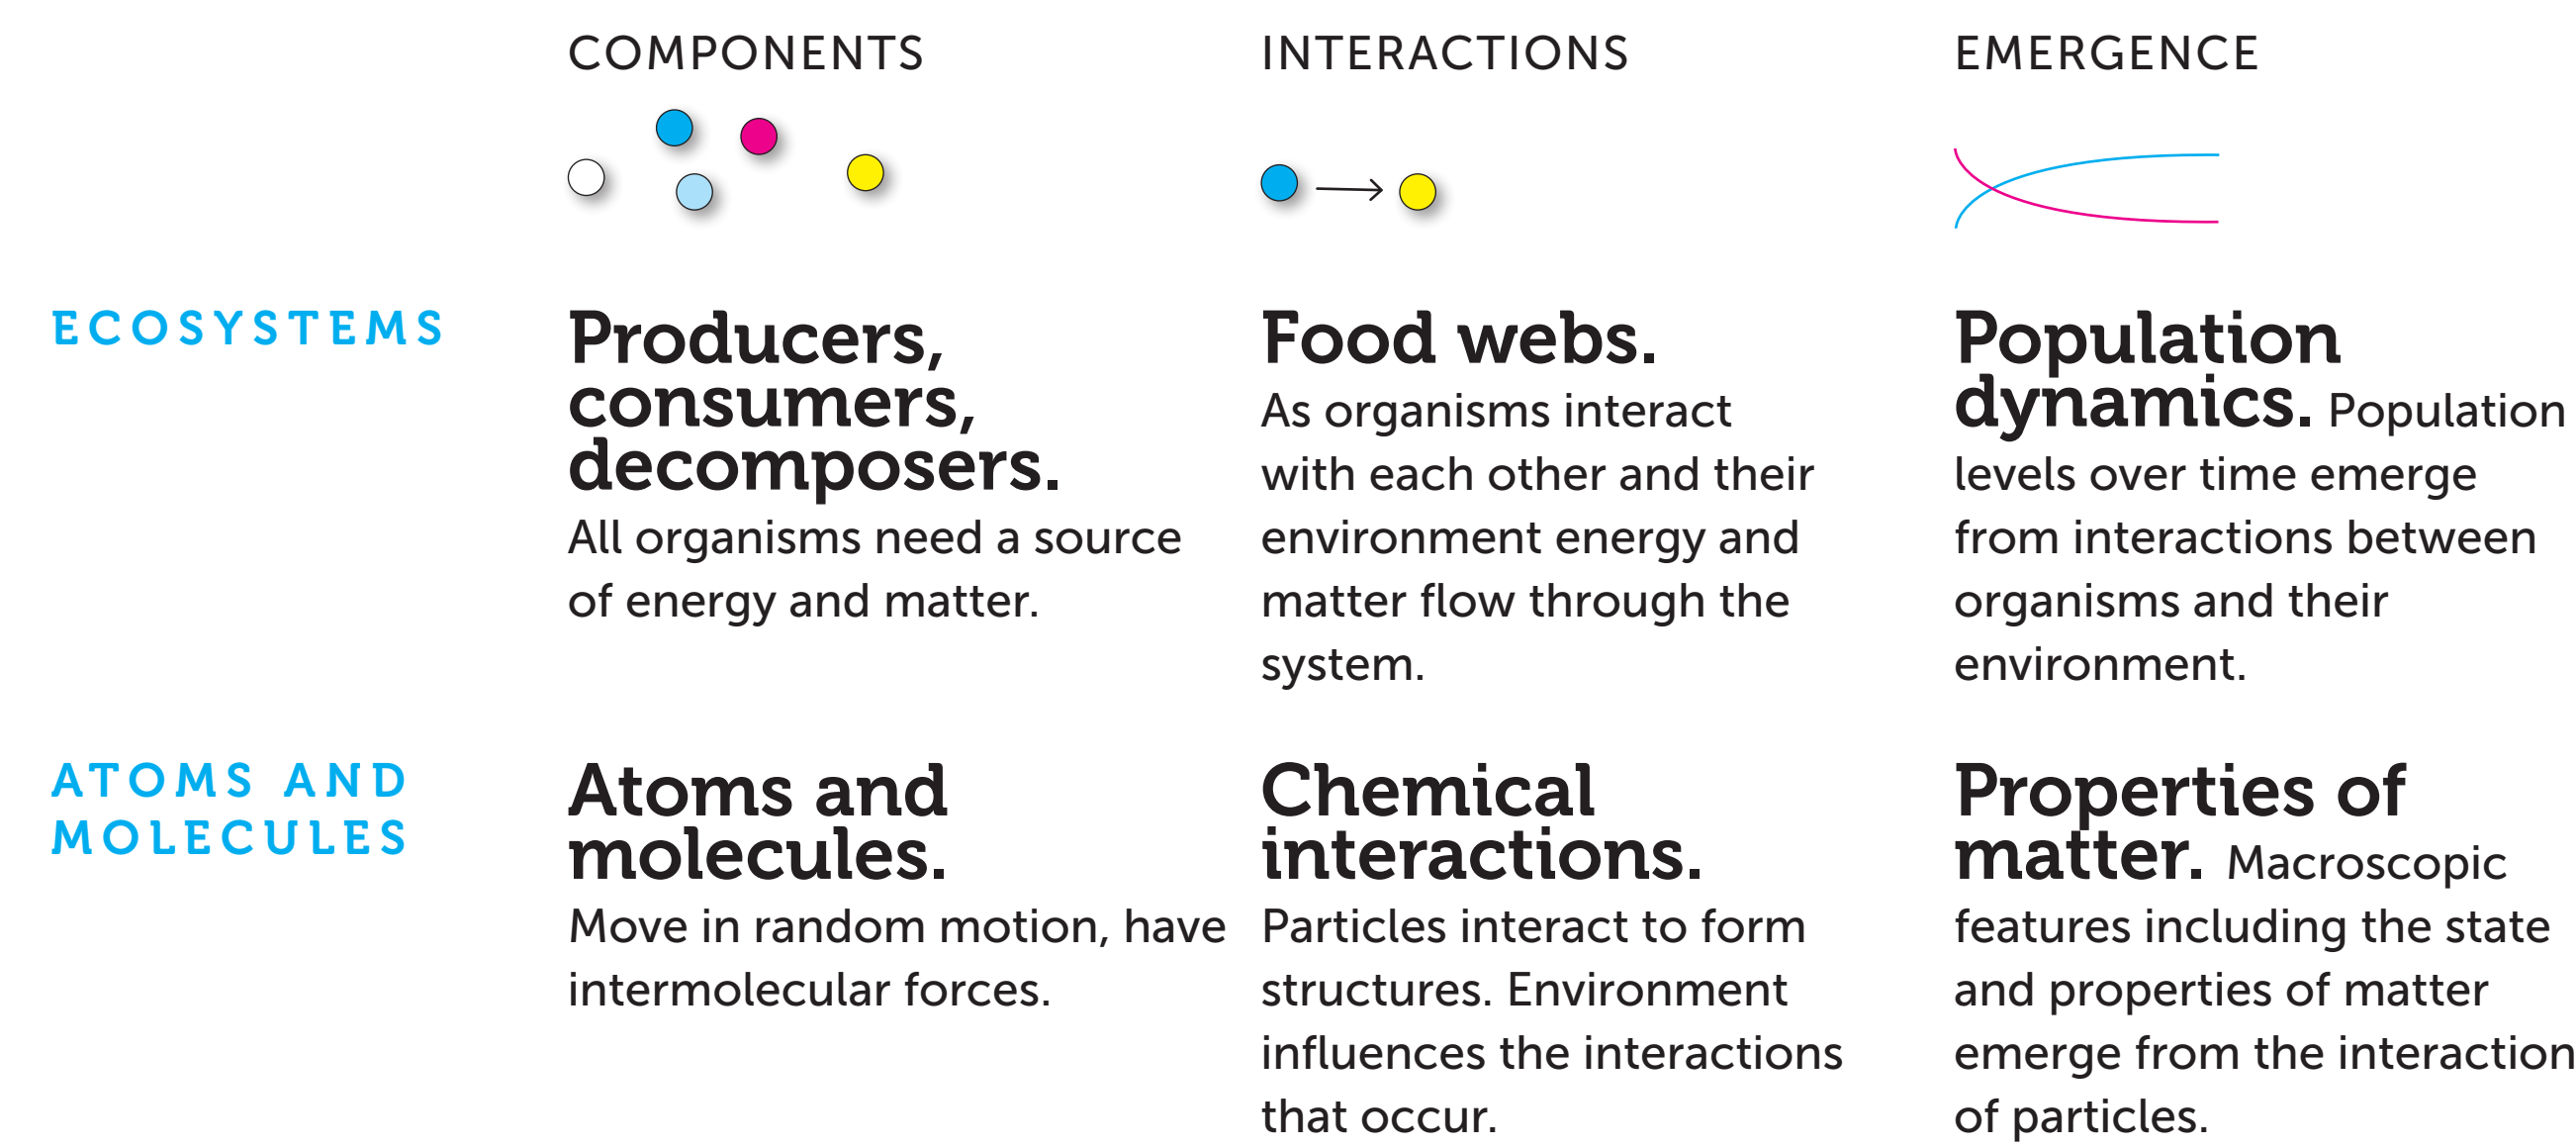 COMPONENTS
INTERACTIONS
EMERGENCE
ECOSYSTEMS
Producers,
consumers,
decomposers.
All organisms need a source
of energy and matter.
Food webs.
As organisms interact
with each other and their
environment energy and
matter flow through the
system.
Population
dynamics. Population
levels over time emerge
from interactions between
organisms and their
environment.
ATOMS AND
MOLECULES
Atoms and
molecules.
Move in random motion, have
intermolecular forces.
Chemical
interactions.
Particles interact to form
structures. Environment
influences the interactions
that occur.
Properties of
matter. Macroscopic
features including the state
and properties of matter
emerge from the interaction
of particles.